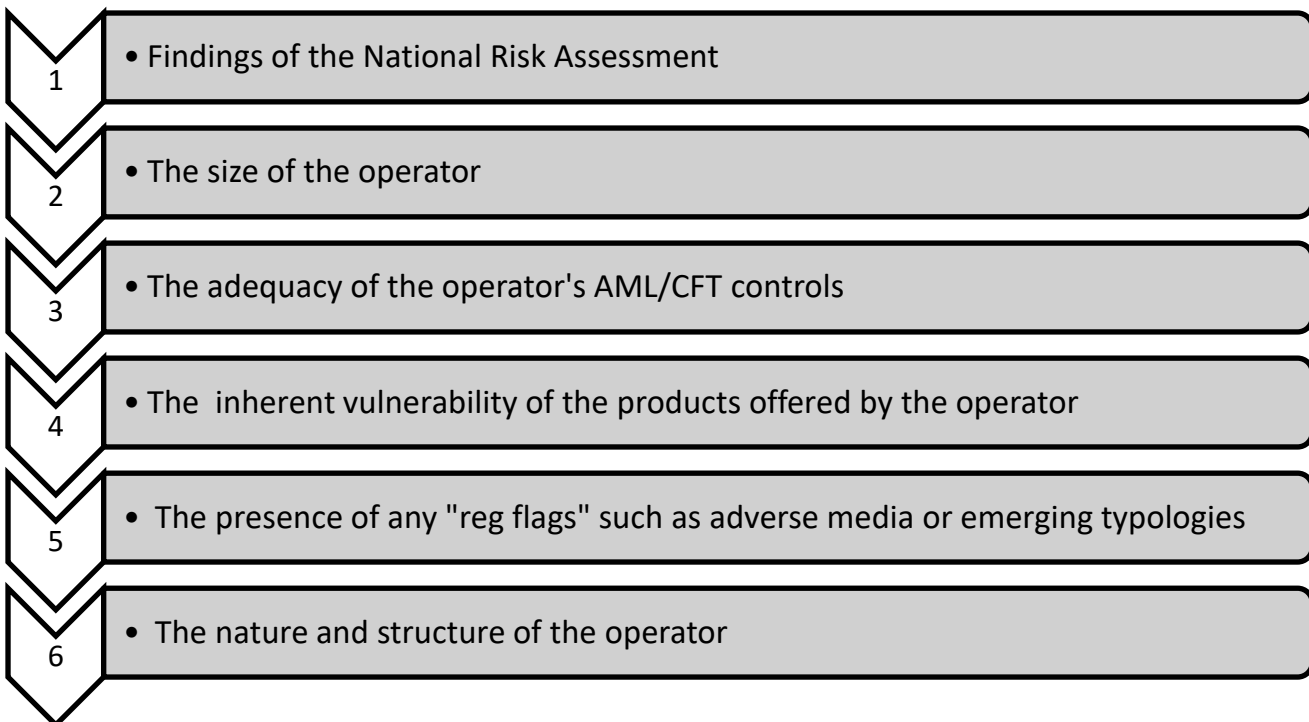 1
• Findings of the National Risk Assessment
2
• The size of the operator
3
• The adequacy of the operator's AML/CFT controls
4
• The  inherent vulnerability of the products offered by the operator
5
•  The presence of any "reg flags" such as adverse media or emerging typologies
6
•  The nature and structure of the operator